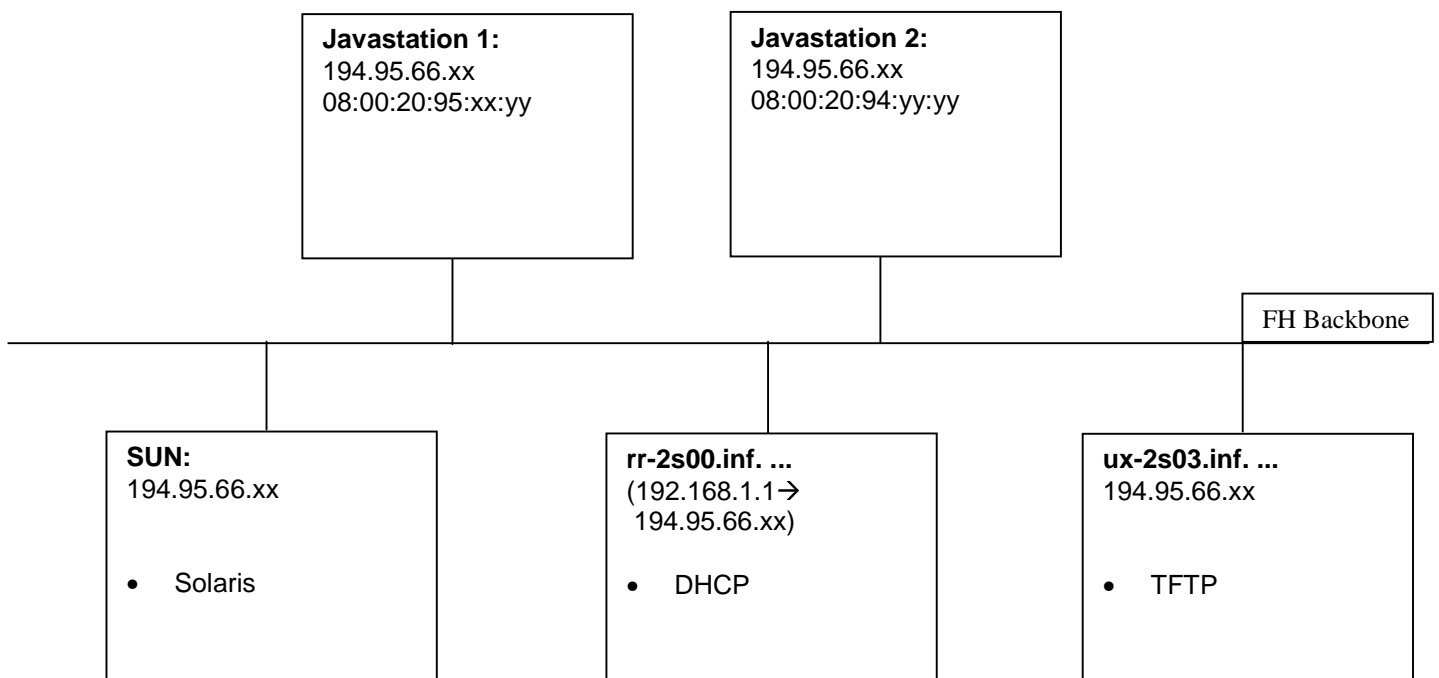 Javastation 1:
194.95.66.xx
08:00:20:95:xx:yy
Javastation 2:
194.95.66.xx
08:00:20:94:yy:yy
FH Backbone
SUN:
194.95.66.xx
• Solaris
rr-2s00.inf. ...
(192.168.1.1→
194.95.66.xx)
• DHCP
ux-2s03.inf. ...
194.95.66.xx
• TFTP